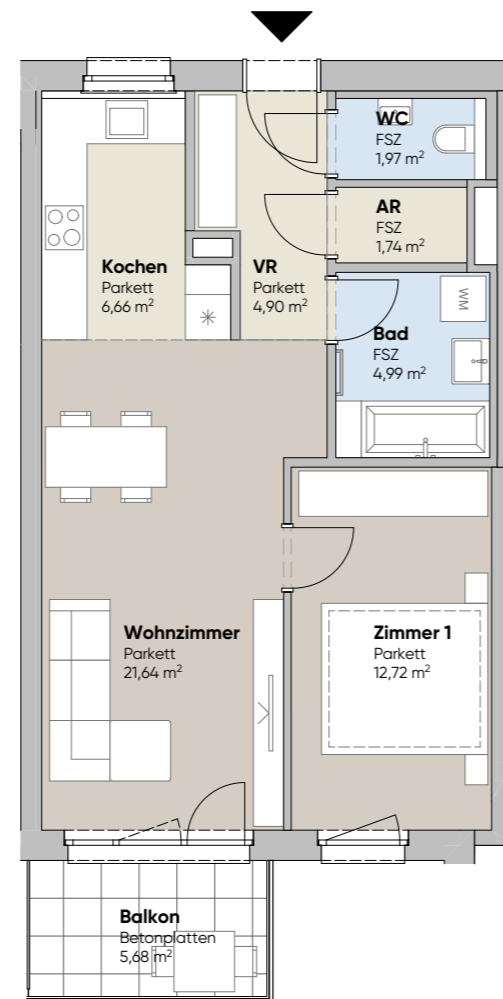 WC
FSZ
1,97 m²
AR
FSZ
1,74 m²
Kochen
Parkett
6,66 m²
VR
Parkett
4,90 m²
WM
Bad
FSZ
4,99 m²
Wohnzimmer
Parkett
21,64 m²
Zimmer 1
Parkett
12,72 m²
Balkon
Betonplatten
5,68 m²